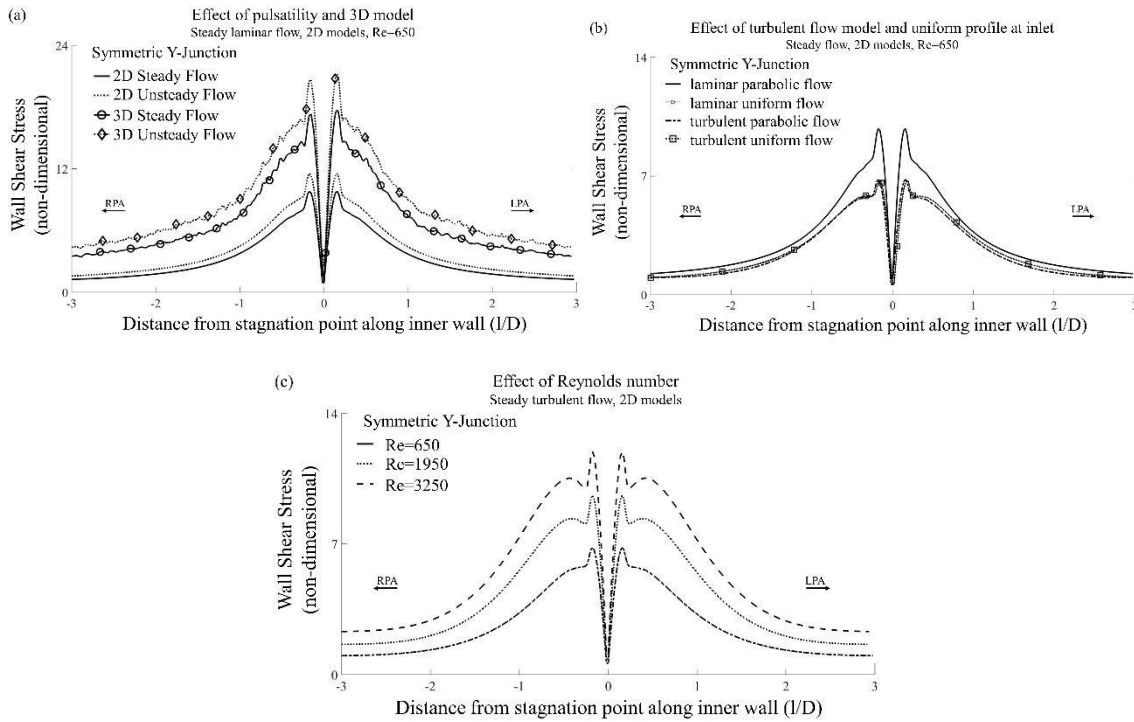 (a)
Effect of pulsatility and 3D model
Steady laminar flow, 2D models, Re=650
24
Symmetric Y-Junction
2D Steady Flow
2D Unsteady Flow
3D Steady Flow
3D Unsteady Flow
Wall Shear Stress
(non-dimensional)
12
RPA
LPA
0
-3 -2 -1 0 1 2 3
Distance from stagnation point along inner wall (l/D)
(b)
Effect of turbulent flow model and uniform profile at inlet
Steady flow, 2D models, Re=650
14
Symmetric Y-Junction
laminar parabolic flow
laminar uniform flow
turbulent parabolic flow
turbulent uniform flow
Wall Shear Stress
(non-dimensional)
7
RPA
LPA
0
-3 -2 -1 0 1 2 3
Distance from stagnation point along inner wall (l/D)
(c)
Effect of Reynolds number
Steady turbulent flow, 2D models
14
Symmetric Y-Junction
Re=650
Re=1950
Re=3250
Wall Shear Stress
(non-dimensional)
7
RPA
LPA
0
-3 -2 -1 0 1 2 3
Distance from stagnation point along inner wall (l/D)